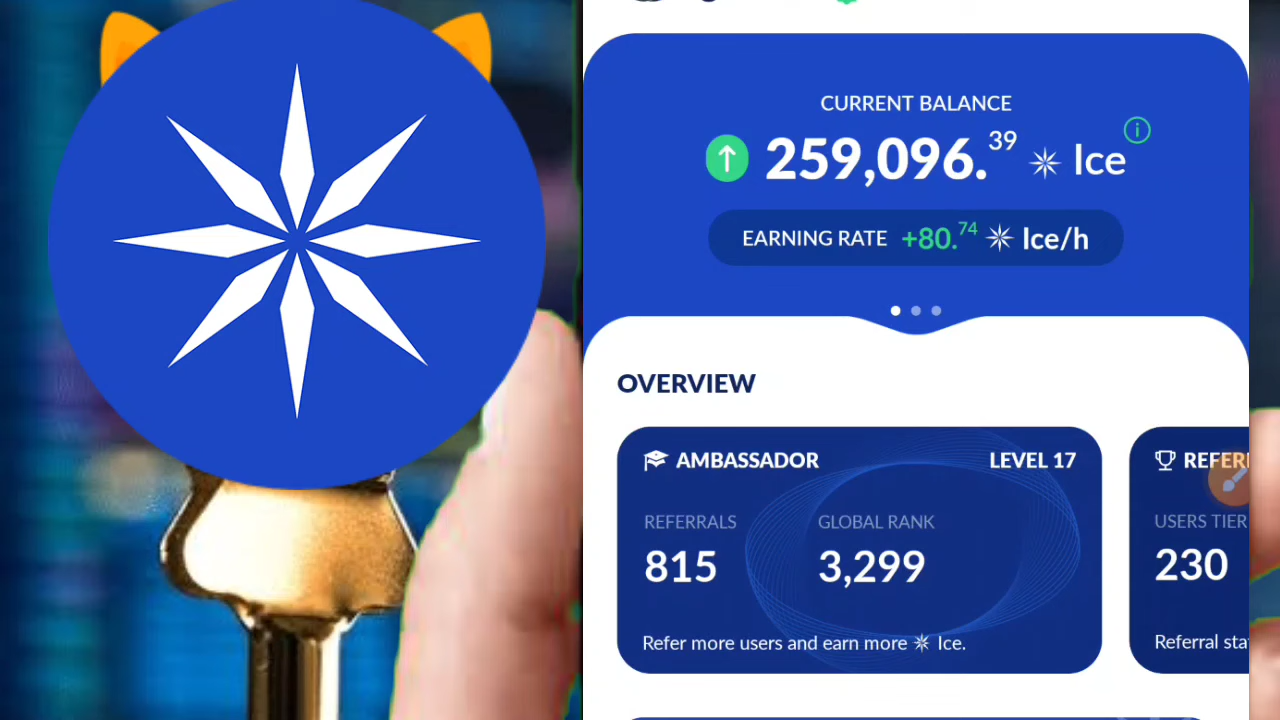 CURRENT BALANCE
259,096.39 Ice
EARNING RATE +80.74 Ice/h
OVERVIEW
AMBASSADOR LEVEL 17
REFERRALS GLOBAL RANK
815 3,299
Refer more users and earn more Ice.
USERS TIER
230
Referral